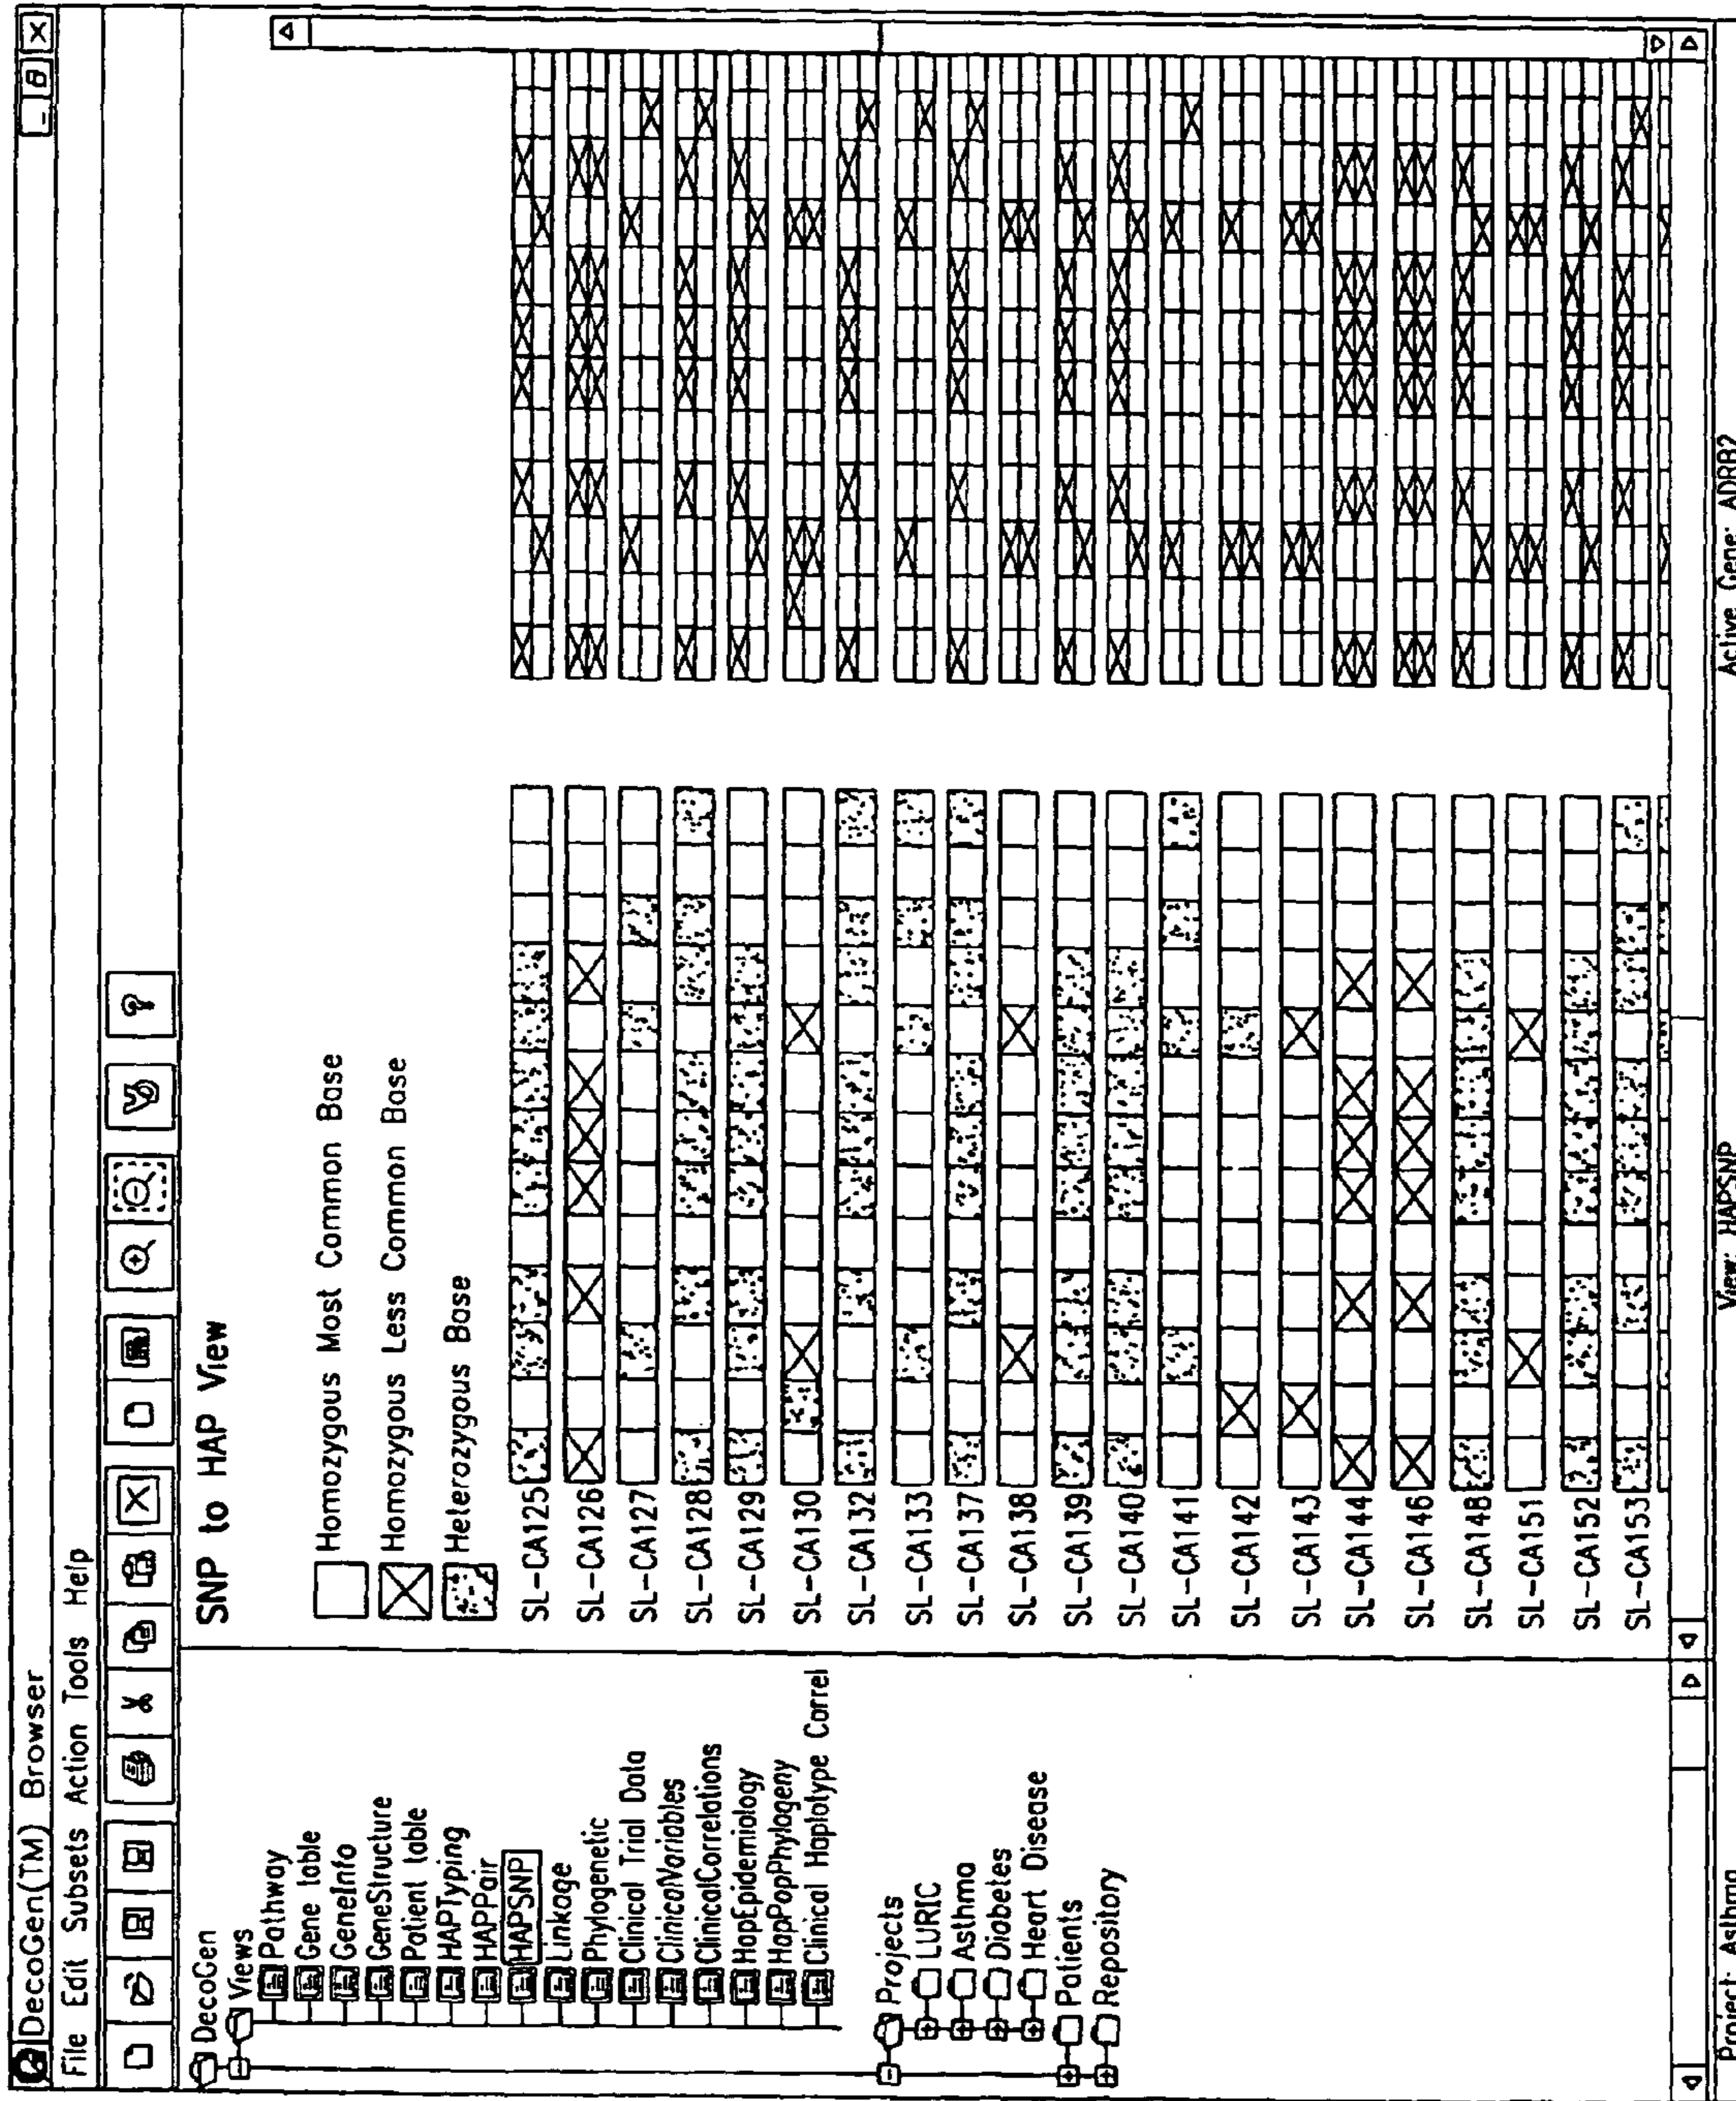 DecoGen(TM) Browser
File Edit Subsets Action Tools Help
DecoGen
Views
Pathway
Gene table
GeneInfo
GeneStructure
Patient table
HAPTyping
HAPPair
HAPSNP
Linkage
Phylogenetic
Clinical Trial Data
ClinicalVariables
ClinicalCorrelations
HapEpidemiology
HapPopPhylogeny
Clinical Haplotype Correl
Projects
LURIC
Asthma
Diabetes
Heart Disease
Patients
Repository
SNP to HAP View
Homozygous Most Common Base
Homozygous Less Common Base
Heterozygous Base
SL-CA125
SL-CA126
SL-CA127
SL-CA128
SL-CA129
SL-CA130
SL-CA132
SL-CA133
SL-CA137
SL-CA138
SL-CA139
SL-CA140
SL-CA141
SL-CA142
SL-CA143
SL-CA144
SL-CA146
SL-CA148
SL-CA151
SL-CA152
SL-CA153
Project: Asthma
View: HAPSNP
Active Gene: ADRB2